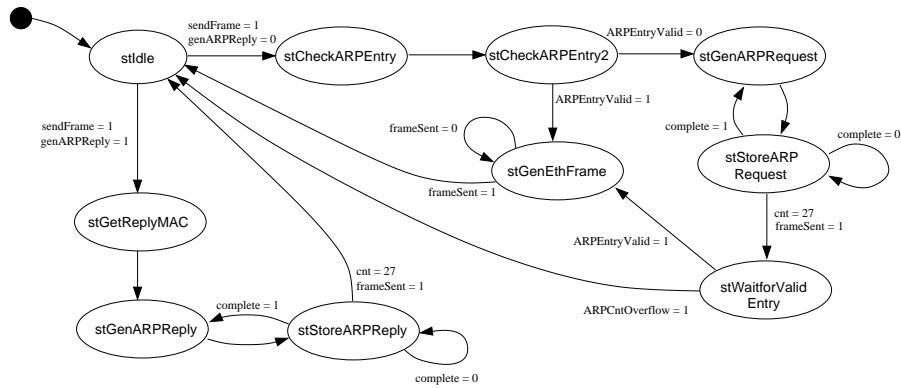 sendFrame = 1
genARPReply = 0
stIdle
stCheckARPEntry
stCheckARPEntry2
ARPEntryValid = 0
stGenARPRequest
ARPEntryValid = 1
sendFrame = 1
genARPReply = 1
frameSent = 0
complete = 1
complete = 0
stStoreARP
Request
stGenEthFrame
frameSent = 1
stGetReplyMAC
cnt = 27
frameSent = 1
ARPEntryValid = 1
cnt = 27
frameSent = 1
stWaitforValid
Entry
ARPCntOverflow = 1
complete = 1
stGenARPReply
stStoreARPReply
complete = 0